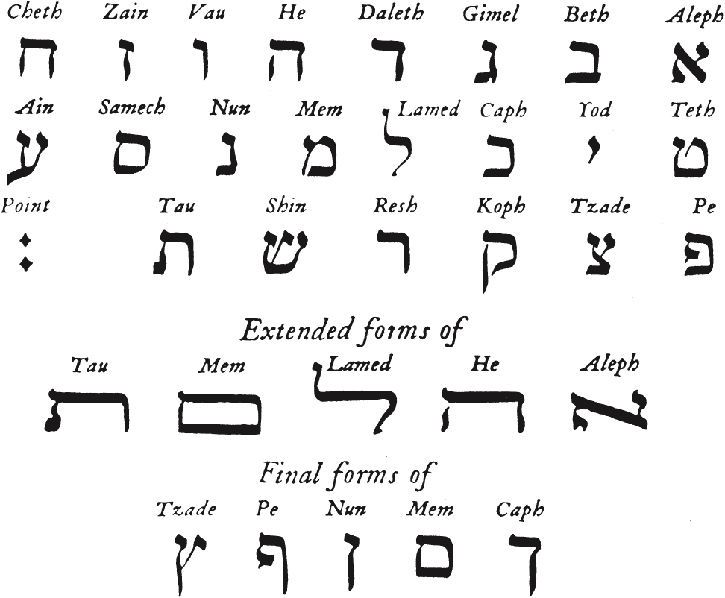 Cheth Zain Vau He Daleth Gimel Beth Aleph
א ב ג ד ה ו ז ח
Ain Samech Nun Mem Lamed Caph Yod Teth
ט י כ ל מ נ ס ע
Point Tau Shin Resh Koph Tzade Pe
פ צ ק ר ש ת :
Extended forms of
Tau Mem Lamed He Aleph
ﬡ ﬣ ﬥ ﬦ ﬨ
Final forms of
Tzade Pe Nun Mem Caph
ך ם ן ף ץ